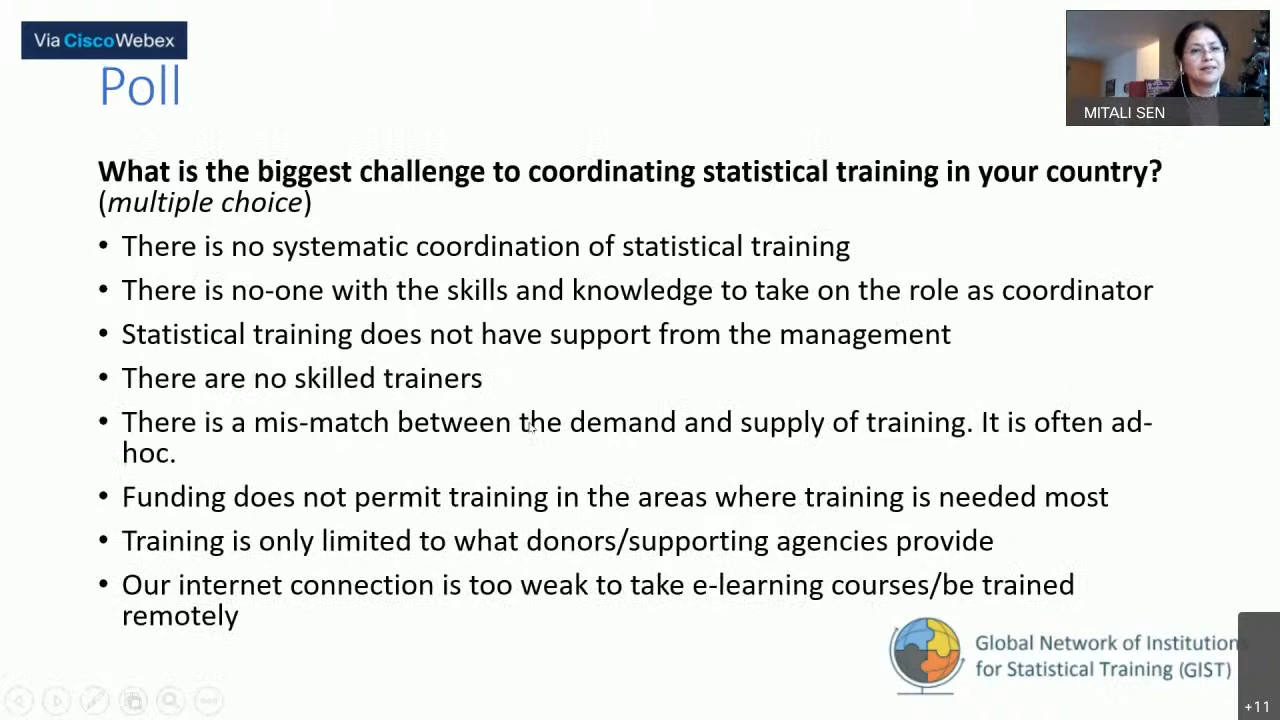 Via CiscoWebex
Poll
MITALI SEN
What is the biggest challenge to coordinating statistical training in your country?
(multiple choice)
• There is no systematic coordination of statistical training
• There is no-one with the skills and knowledge to take on the role as coordinator
• Statistical training does not have support from the management
• There are no skilled trainers
• There is a mis-match between the demand and supply of training. It is often ad-
hoc.
• Funding does not permit training in the areas where training is needed most
• Training is only limited to what donors/supporting agencies provide
• Our internet connection is too weak to take e-learning courses/be trained
remotely
Global Network of Institutions
for Statistical Training (GIST)
+11